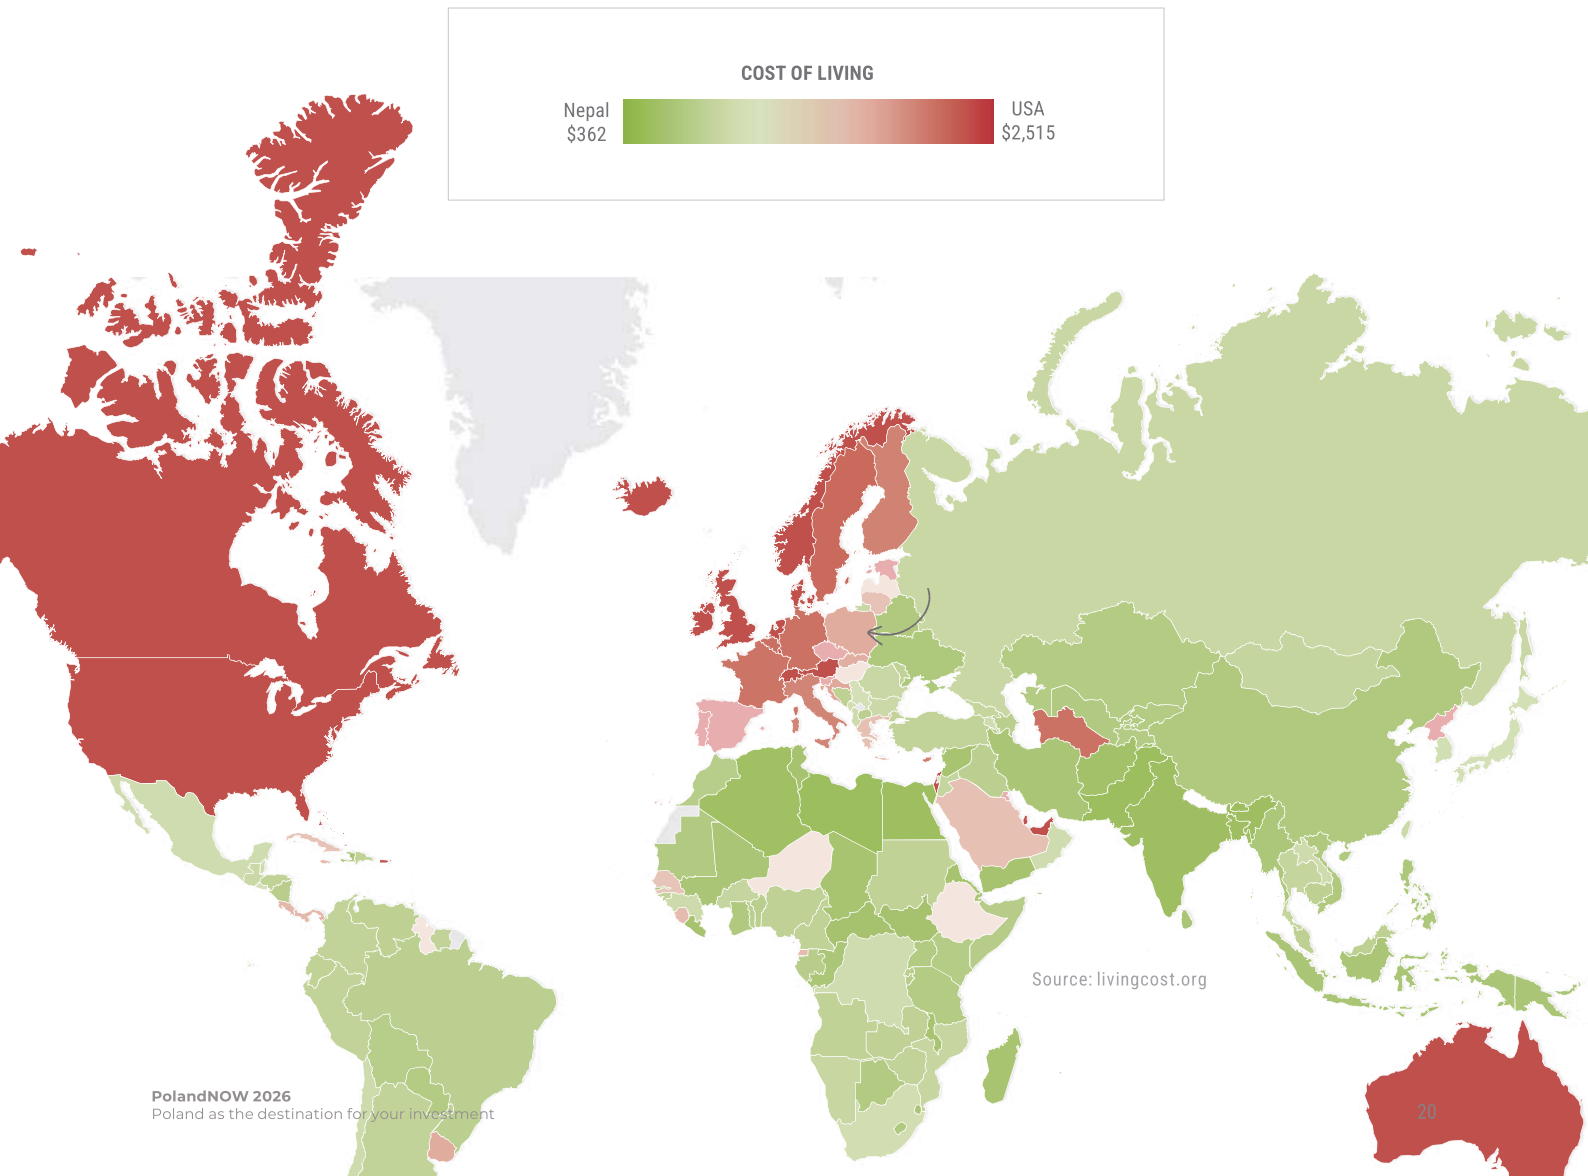 COST OF LIVING
Nepal
$362
USA
$2,515
Source: livingcost.org
PolandNOW 2026
Poland as the destination for your investment
20